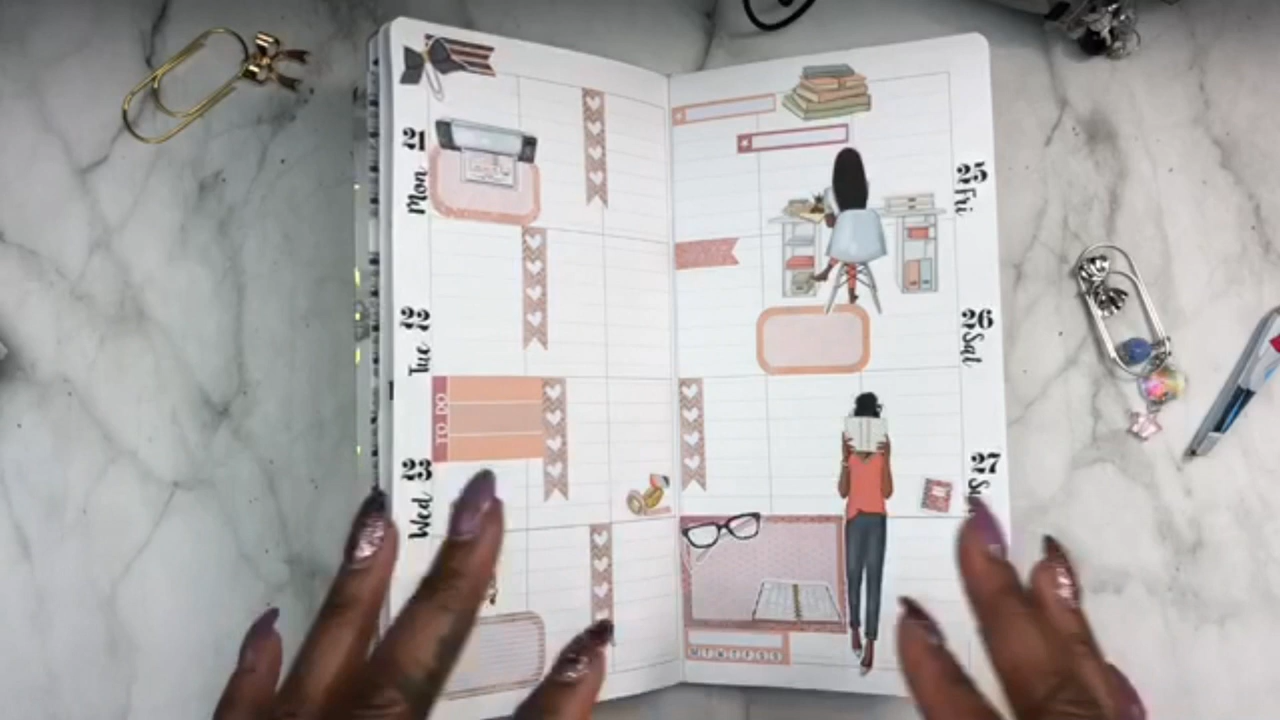 21
Mon
22
Tue
TO DO
23
Wed
25
Fri
26
Sat
27
M T W T F S S